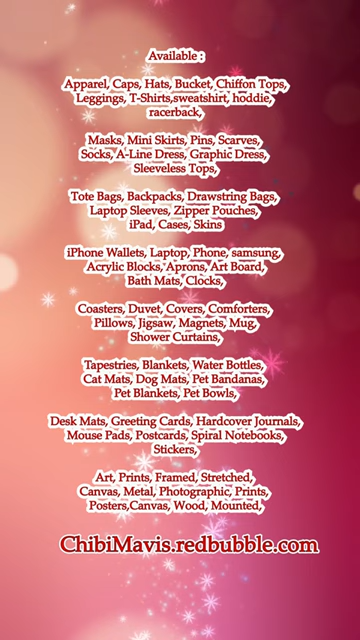 Available :
Apparel, Caps, Hats, Bucket, Chiffon Tops,
Leggings, T-Shirts,sweatshirt, hoddie,
racerback,
Masks, Mini Skirts, Pins, Scarves,
Socks, A-Line Dress, Graphic Dress,
Sleeveless Tops,
Tote Bags, Backpacks, Drawstring Bags,
Laptop Sleeves, Zipper Pouches,
iPad, Cases, Skins
iPhone Wallets, Laptop, Phone, samsung,
Acrylic Blocks, Aprons, Art Board,
Bath Mats, Clocks,
Coasters, Duvet, Covers, Comforters,
Pillows, Jigsaw, Magnets, Mug,
Shower Curtains,
Tapestries, Blankets, Water Bottles,
Cat Mats, Dog Mats, Pet Bandanas,
Pet Blankets, Pet Bowls,
Desk Mats, Greeting Cards, Hardcover Journals,
Mouse Pads, Postcards, Spiral Notebooks,
Stickers,
Art, Prints, Framed, Stretched,
Canvas, Metal, Photographic, Prints,
Posters,Canvas, Wood, Mounted,
ChibiMavis.redbubble.com